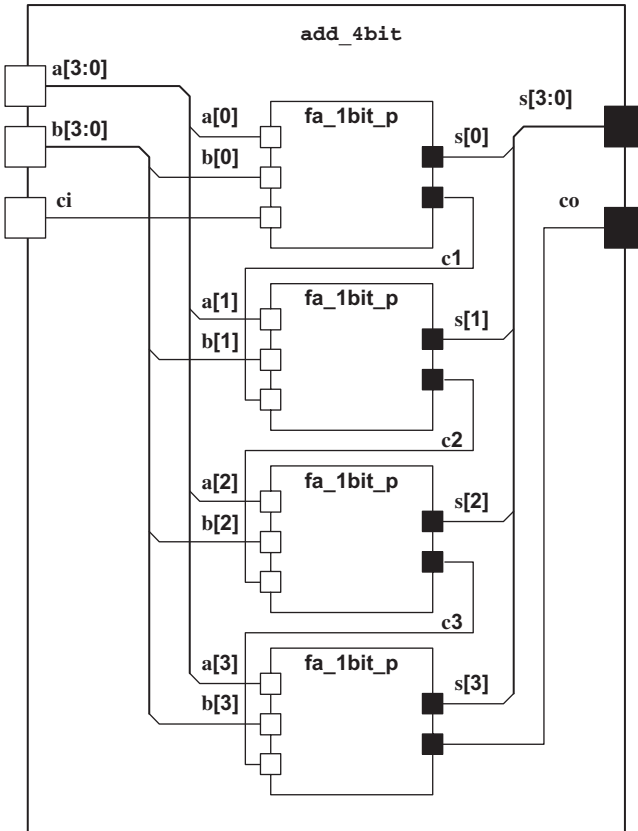 add_4bit
a[3:0]
s[3:0]
a[0]
fa_1bit_p
b[3:0]
s[0]
b[0]
ci
co
c1
a[1]
fa_1bit_p
s[1]
b[1]
c2
a[2]
fa_1bit_p
s[2]
b[2]
c3
a[3]
fa_1bit_p
s[3]
b[3]